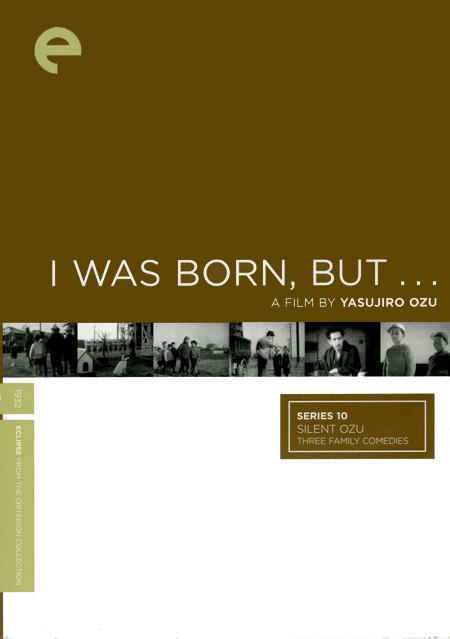 e
I WAS BORN, BUT...
A FILM BY YASUJIRO OZU
1932
SERIES 10
SILENT OZU
THREE FAMILY COMEDIES
ECLIPSE FROM THE CRITERION COLLECTION